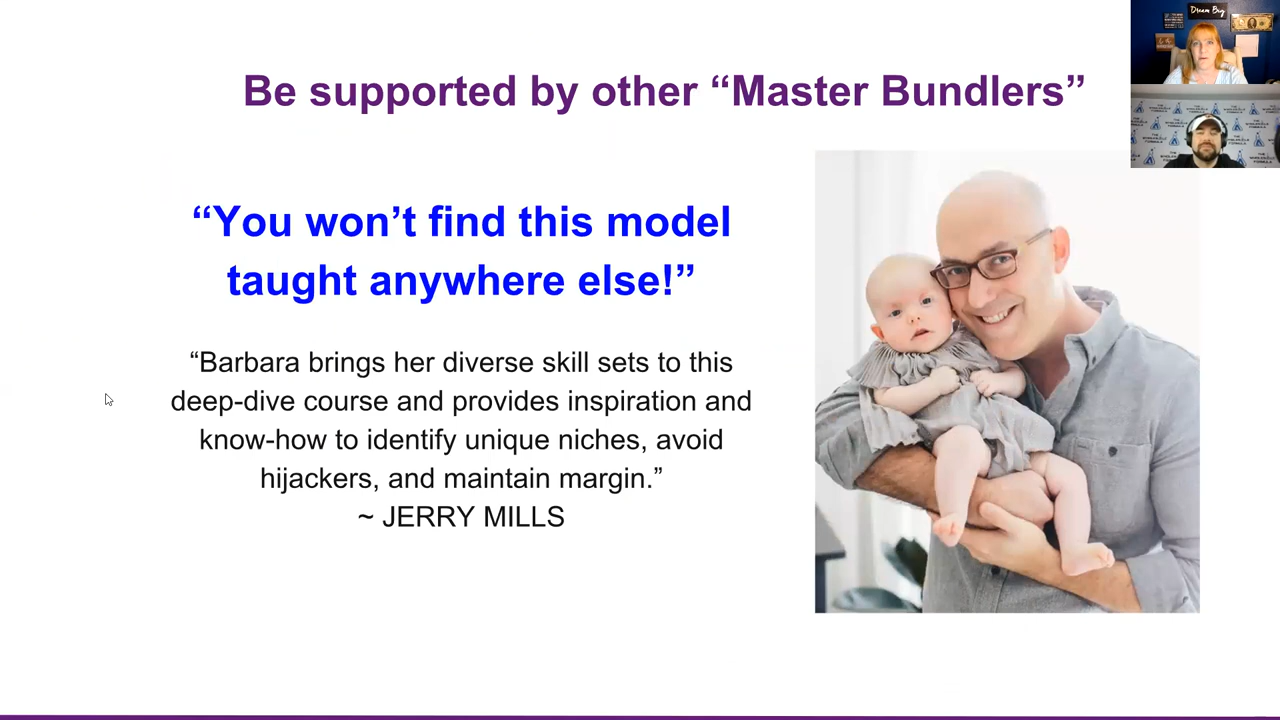 Be supported by other “Master Bundlers”
“You won’t find this model
taught anywhere else!”
“Barbara brings her diverse skill sets to this
deep-dive course and provides inspiration and
know-how to identify unique niches, avoid
hijackers, and maintain margin.”
~ JERRY MILLS
Dream Big